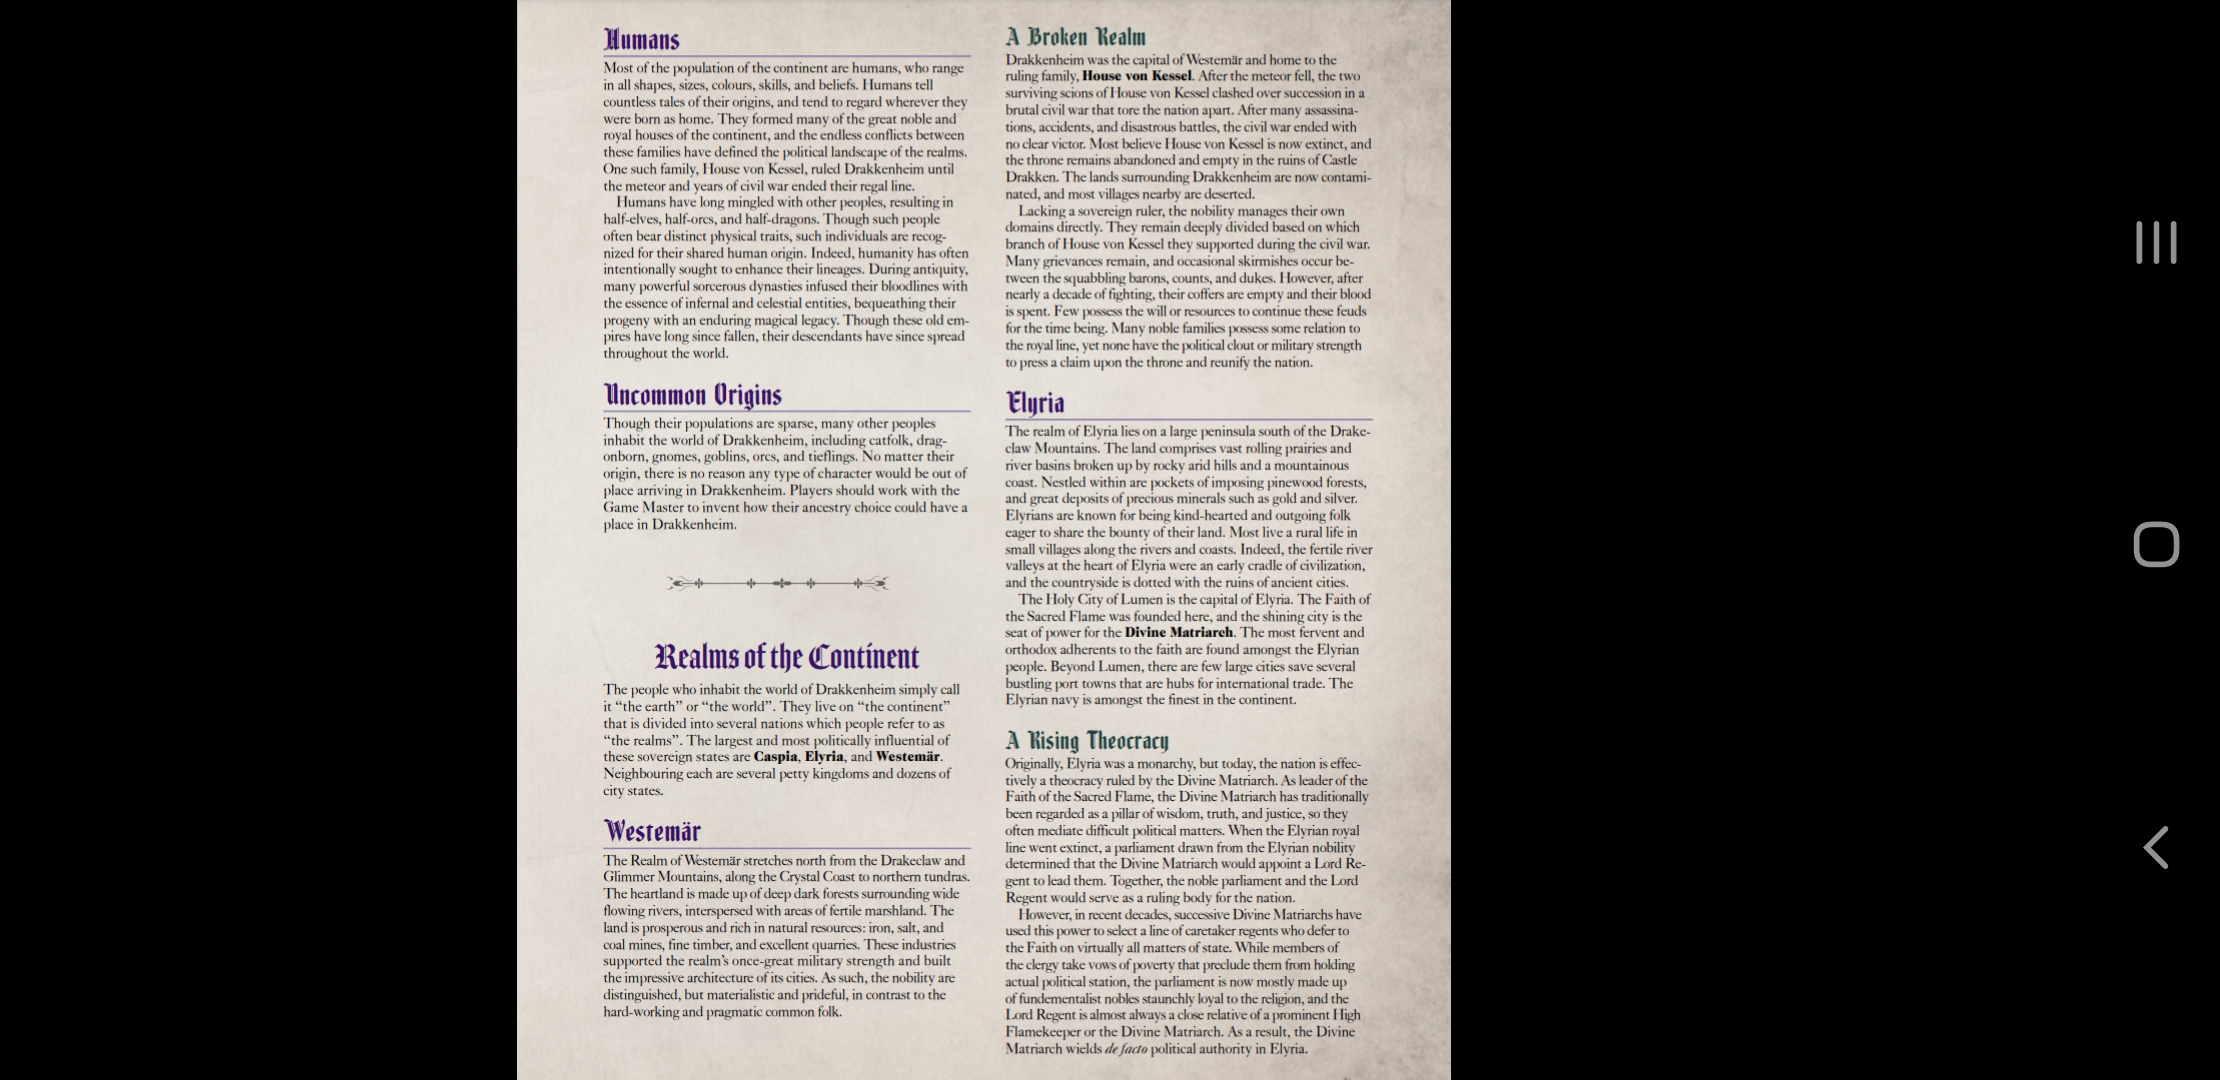 Humans
Most of the population of the continent are humans, who range
in all shapes, sizes, colours, skills, and beliefs. Humans tell
countless tales of their origins, and tend to regard wherever they
were born as home. They formed many of the great noble and
royal houses of the continent, and the endless conflicts between
these families have defined the political landscape of the realms.
One such family, House von Kessel, ruled Drakkenheim until
the meteor and years of civil war ended their regal line.
Humans have long mingled with other peoples, resulting in
half-elves, half-orcs, and half-dragons. Though such people
often bear distinct physical traits, such individuals are recog-
nized for their shared human origin. Indeed, humanity has often
intentionally sought to enhance their lineages. During antiquity,
many powerful sorcerous dynasties infused their bloodlines with
the essence of infernal and celestial entities, bequeathing their
progeny with an enduring magical legacy. Though these old em-
pires have long since fallen, their descendants have since spread
throughout the world.
Uncommon Origins
Though their populations are sparse, many other peoples
inhabit the world of Drakkenheim, including catfolk, drag-
onborn, gnomes, goblins, orcs, and tieflings. No matter their
origin, there is no reason any type of character would be out of
place arriving in Drakkenheim. Players should work with the
Game Master to invent how their ancestry choice could have a
place in Drakkenheim.
Realms of the Continent
The people who inhabit the world of Drakkenheim simply call
it “the earth” or “the world”. They live on “the continent”
that is divided into several nations which people refer to as
“the realms”. The largest and most politically influential of
these sovereign states are Caspia, Elyria, and Westemär.
Neighbouring each are several petty kingdoms and dozens of
city states.
Westemär
The Realm of Westemär stretches north from the Drakeclaw and
Glimmer Mountains, along the Crystal Coast to northern tundras.
The heartland is made up of deep dark forests surrounding wide
flowing rivers, interspersed with areas of fertile marshland. The
land is prosperous and rich in natural resources: iron, salt, and
coal mines, fine timber, and excellent quarries. These industries
supported the realm’s once-great military strength and built
the impressive architecture of its cities. As such, the nobility are
distinguished, but materialistic and prideful, in contrast to the
hard-working and pragmatic common folk.
A Broken Realm
Drakkenheim was the capital of Westemär and home to the
ruling family, House von Kessel. After the meteor fell, the two
surviving scions of House von Kessel clashed over succession in a
brutal civil war that tore the nation apart. After many assassina-
tions, accidents, and disastrous battles, the civil war ended with
no clear victor. Most believe House von Kessel is now extinct, and
the throne remains abandoned and empty in the ruins of Castle
Drakken. The lands surrounding Drakkenheim are now contami-
nated, and most villages nearby are deserted.
Lacking a sovereign ruler, the nobility manages their own
domains directly. They remain deeply divided based on which
branch of House von Kessel they supported during the civil war.
Many grievances remain, and occasional skirmishes occur be-
tween the squabbling barons, counts, and dukes. However, after
nearly a decade of fighting, their coffers are empty and their blood
is spent. Few possess the will or resources to continue these feuds
for the time being. Many noble families possess some relation to
the royal line, yet none have the political clout or military strength
to press a claim upon the throne and reunify the nation.
Elyria
The realm of Elyria lies on a large peninsula south of the Drake-
claw Mountains. The land comprises vast rolling prairies and
river basins broken up by rocky arid hills and a mountainous
coast. Nestled within are pockets of imposing pinewood forests,
and great deposits of precious minerals such as gold and silver.
Elyrians are known for being kind-hearted and outgoing folk
eager to share the bounty of their land. Most live a rural life in
small villages along the rivers and coasts. Indeed, the fertile river
valleys at the heart of Elyria were an early cradle of civilization,
and the countryside is dotted with the ruins of ancient cities.
The Holy City of Lumen is the capital of Elyria. The Faith of
the Sacred Flame was founded here, and the shining city is the
seat of power for the Divine Matriarch. The most fervent and
orthodox adherents to the faith are found amongst the Elyrian
people. Beyond Lumen, there are few large cities save several
bustling port towns that are hubs for international trade. The
Elyrian navy is amongst the finest in the continent.
A Rising Theocracy
Originally, Elyria was a monarchy, but today, the nation is effec-
tively a theocracy ruled by the Divine Matriarch. As leader of the
Faith of the Sacred Flame, the Divine Matriarch has traditionally
been regarded as a pillar of wisdom, truth, and justice, so they
often mediate difficult political matters. When the Elyrian royal
line went extinct, a parliament drawn from the Elyrian nobility
determined that the Divine Matriarch would appoint a Lord Re-
gent to lead them. Together, the noble parliament and the Lord
Regent would serve as a ruling body for the nation.
However, in recent decades, successive Divine Matriarchs have
used this power to select a line of caretaker regents who defer to
the Faith on virtually all matters of state. While members of
the clergy take vows of poverty that preclude them from holding
actual political station, the parliament is now mostly made up
of fundamentalist nobles staunchly loyal to the religion, and the
Lord Regent is almost always a close relative of a prominent High
Flamekeeper or the Divine Matriarch. As a result, the Divine
Matriarch wields de facto political authority in Elyria.